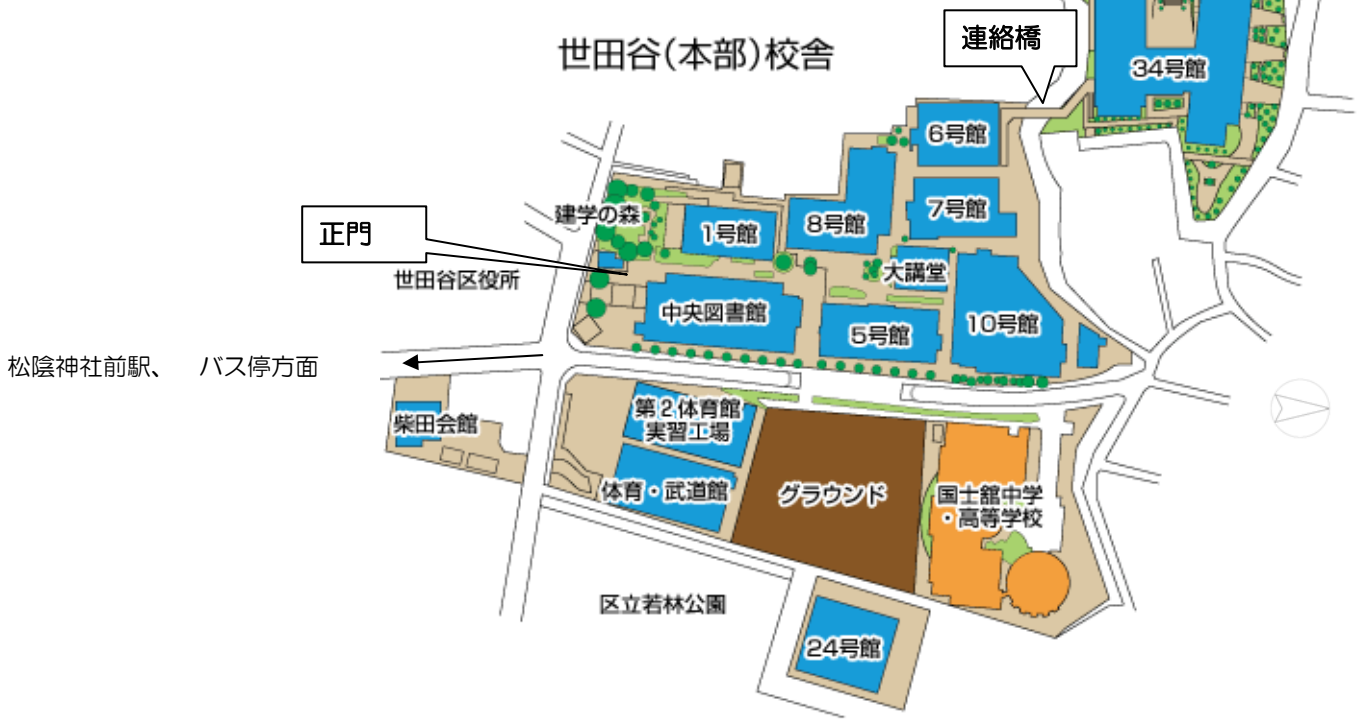 世田谷(本部)校舎
連絡橋
34号館
6号館
建学の森
正門
1号館
8号館
7号館
世田谷区役所
大講堂
中央図書館
5号館
10号館
松陰神社前駅、 バス停方面
柴田会館
第2体育館
実習工場
体育・武道館
グラウンド
国士舘中学
・高等学校
区立若林公園
24号館